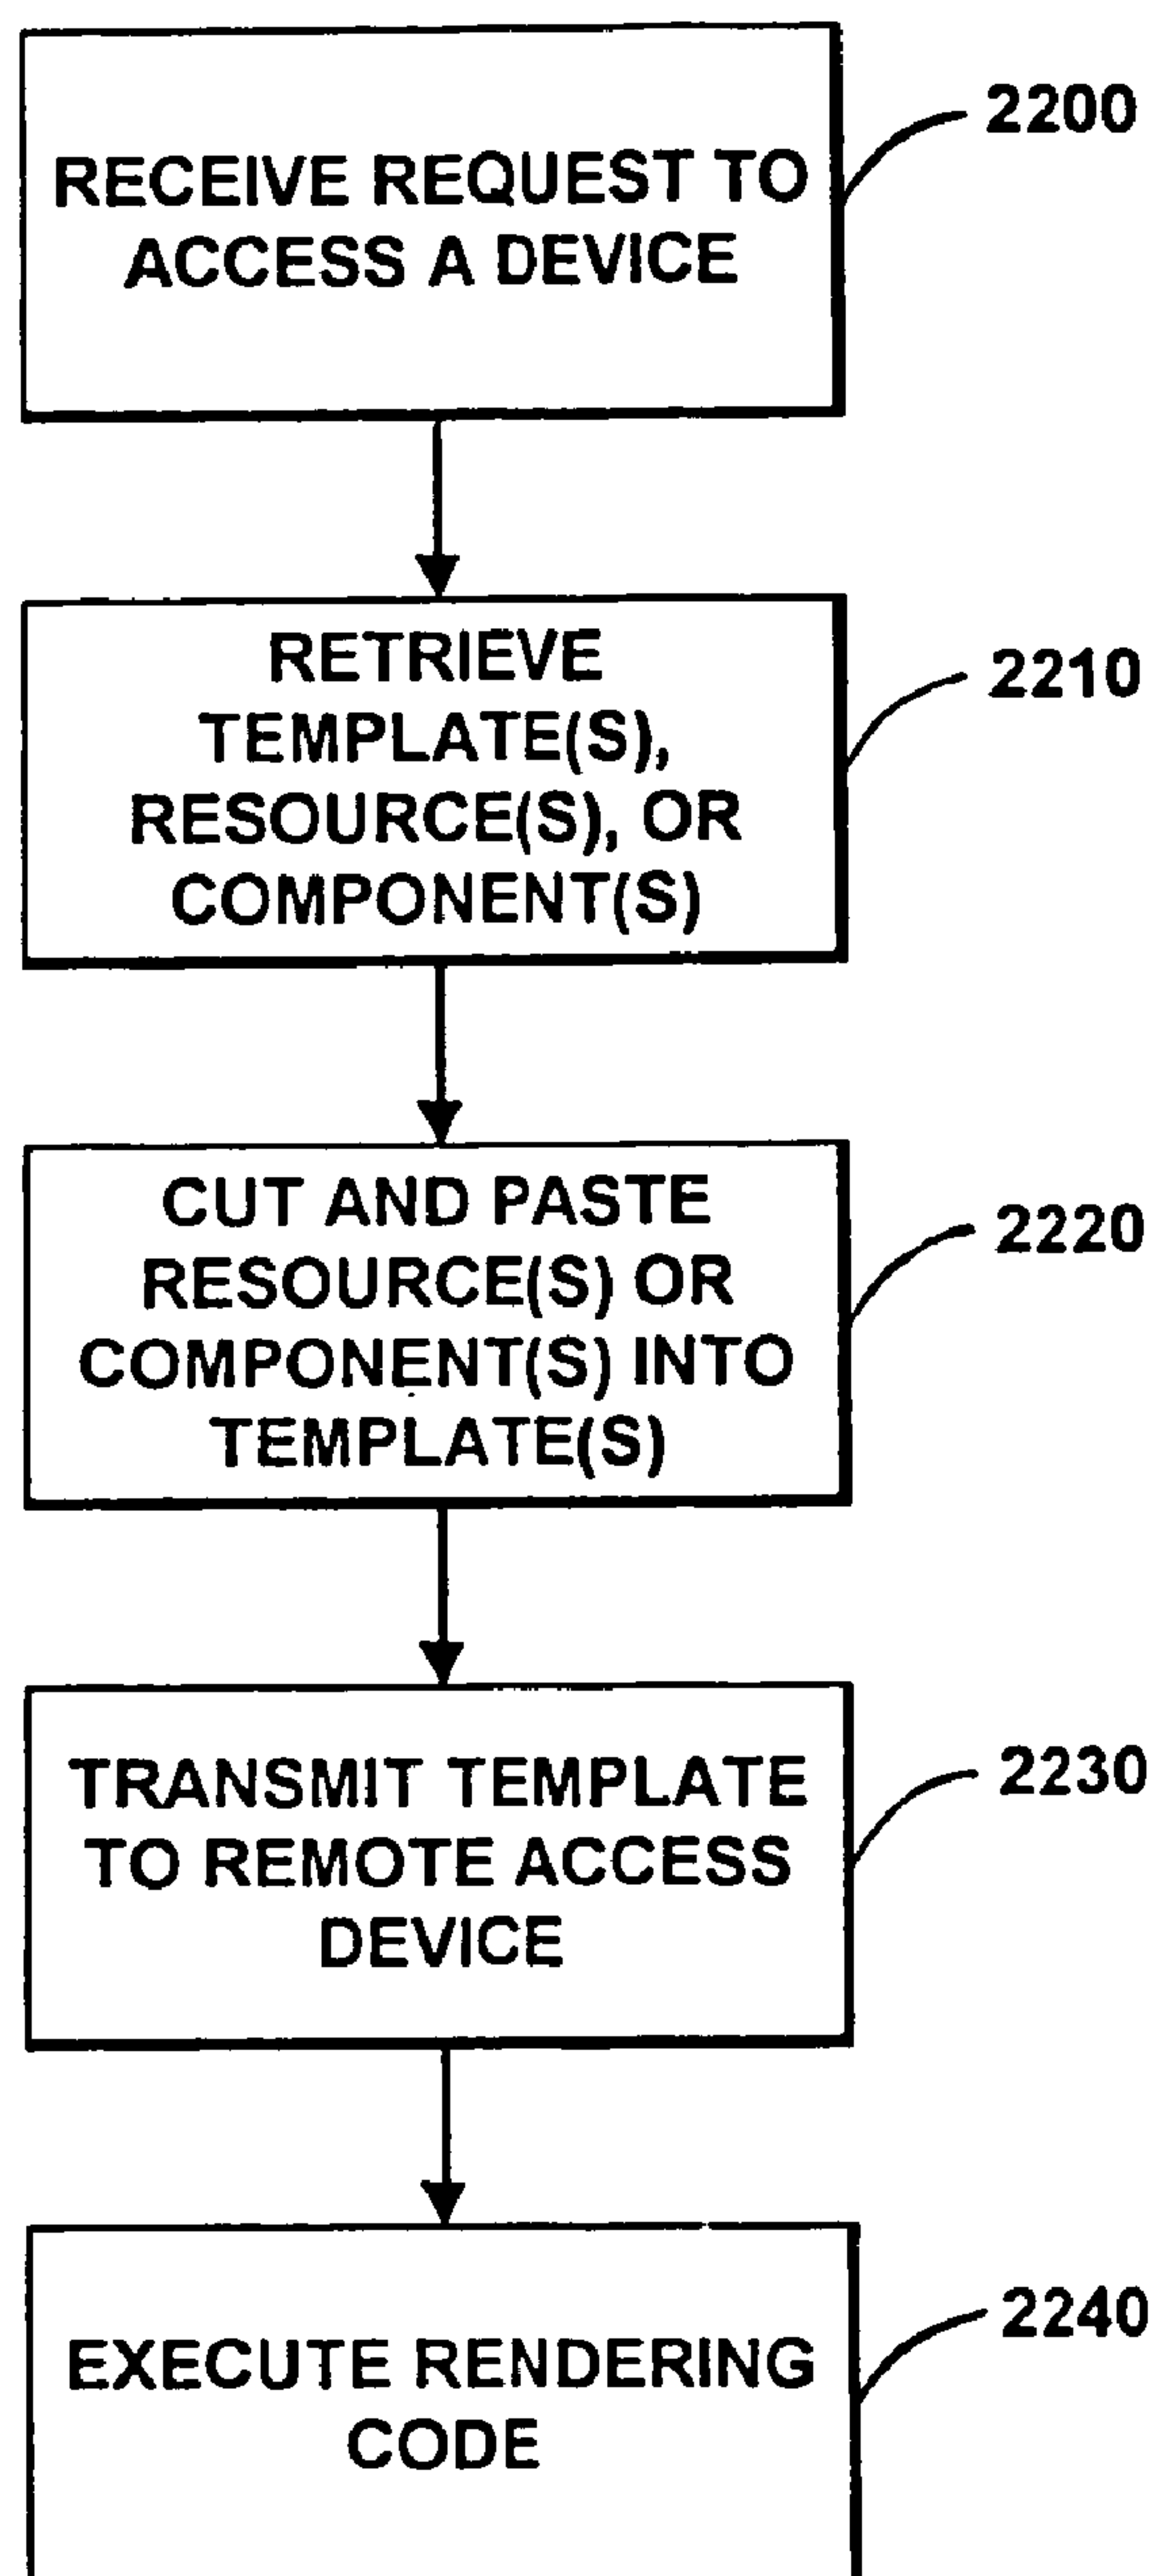 RECEIVE REQUEST TO
ACCESS A DEVICE
2200
RETRIEVE
TEMPLATE(S),
RESOURCE(S), OR
COMPONENT(S)
2210
CUT AND PASTE
RESOURCE(S) OR
COMPONENT(S) INTO
TEMPLATE(S)
2220
TRANSMIT TEMPLATE
TO REMOTE ACCESS
DEVICE
2230
EXECUTE RENDERING
CODE
2240